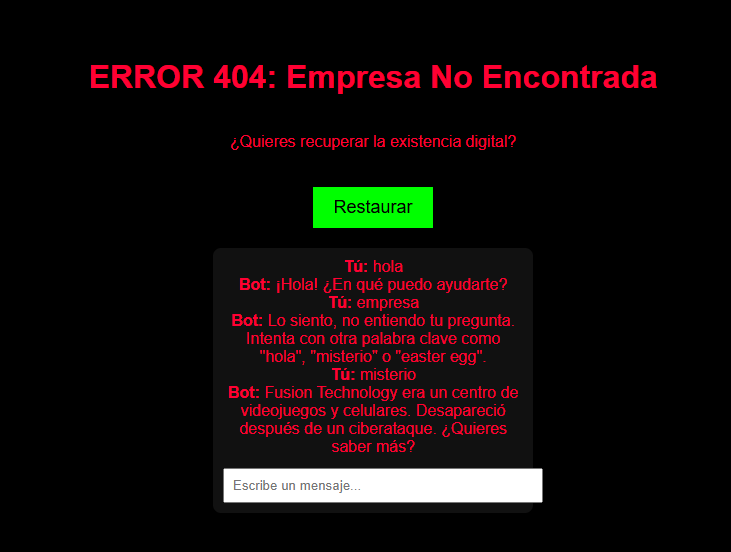 ERROR 404: Empresa No Encontrada
¿Quieres recuperar la existencia digital?
Restaurar
Tú: hola
Bot: ¡Hola! ¿En qué puedo ayudarte?
Tú: empresa
Bot: Lo siento, no entiendo tu pregunta.
Intenta con otra palabra clave como
"hola", "misterio" o "easter egg".
Tú: misterio
Bot: Fusion Technology era un centro de
videojuegos y celulares. Desapareció
después de un ciberataque. ¿Quieres
saber más?
Escribe un mensaje...